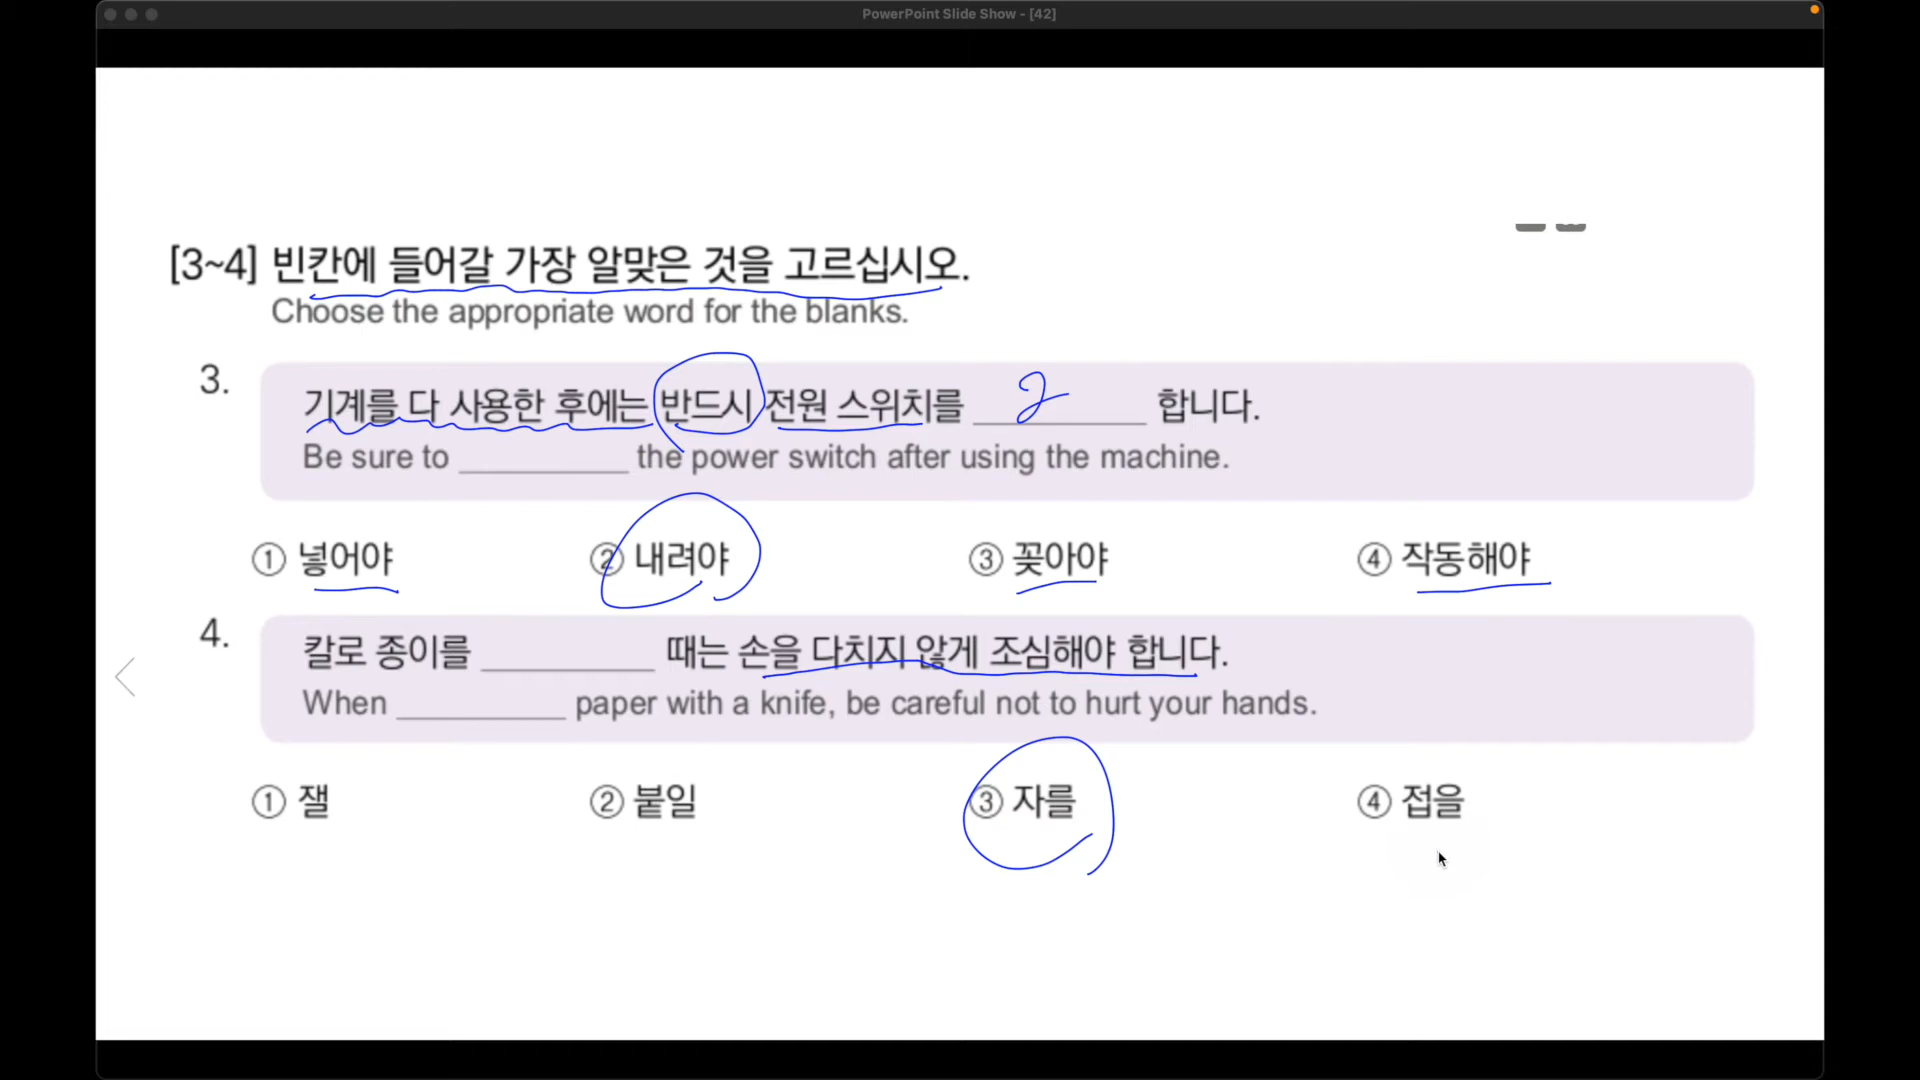 PowerPoint Slide Show - [42]
[3~4] 빈칸에 들어갈 가장 알맞은 것을 고르십시오.
Choose the appropriate word for the blanks.
3. 기계를 다 사용한 후에는 반드시 전원 스위치를 2 합니다.
Be sure to __________ the power switch after using the machine.
① 넣어야 ② 내려야 ③ 꽂아야 ④ 작동해야
4. 칼로 종이를 __________ 때는 손을 다치지 않게 조심해야 합니다.
When __________ paper with a knife, be careful not to hurt your hands.
① 잴 ② 붙일 ③ 자를 ④ 접을